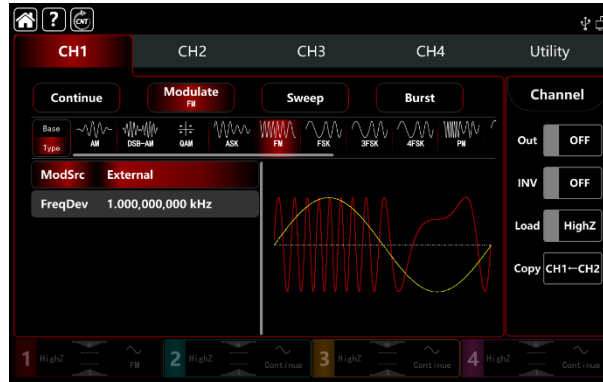 ? CNT
CH1 CH2 CH3 CH4 Utility
Continue Modulate Sweep Burst Channel
FM
Base
Type AM DSB-AM QAM ASK FM FSK 3FSK 4FSK PM
Out OFF
ModSrc External
INV OFF
FreqDev 1.000,000,000 kHz
Load HighZ
Copy CH1←CH2
1 HighZ FM 2 HighZ Continue 3 HighZ Continue 4 HighZ Continue